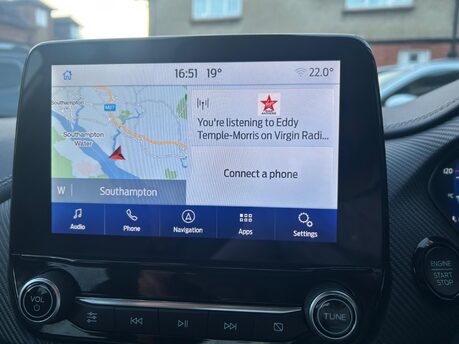 16:51 19° 22.0°
Southampton
M27
Southampton
Water
W Southampton
You're listening to Eddy
Temple-Morris on Virgin Radi...
Connect a phone
Audio Phone Navigation Apps Settings
VOL
TUNE
ENGINE
START
STOP
120